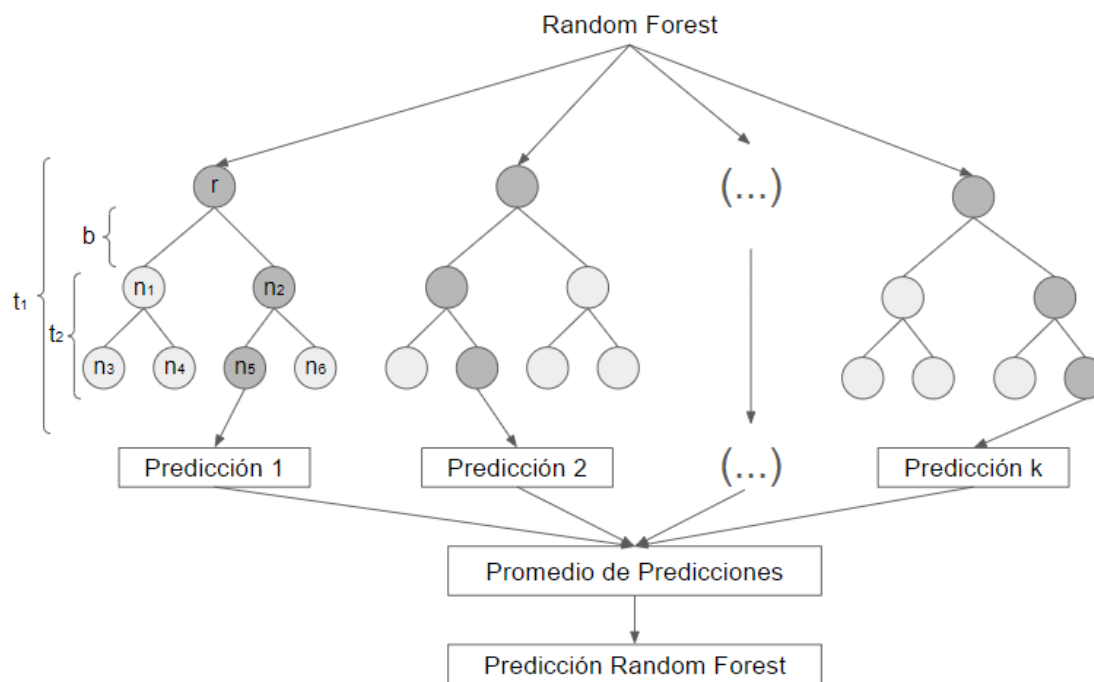 Random Forest
r
(...)
b
n₁
n₂
t₁
t₂
n₃
n₄
n₅
n₆
Predicción 1
Predicción 2
(...)
Predicción k
Promedio de Predicciones
Predicción Random Forest